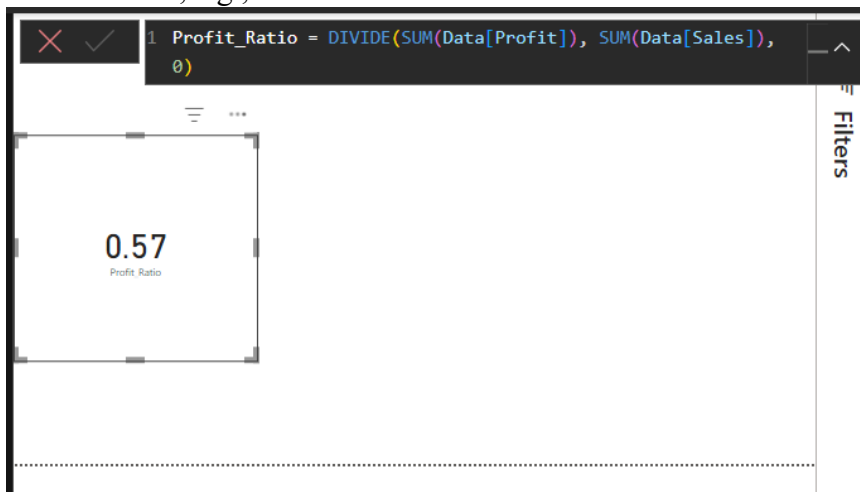 1 Profit_Ratio = DIVIDE(SUM(Data[Profit]), SUM(Data[Sales]),
0)
Filters
0.57
Profit_Ratio